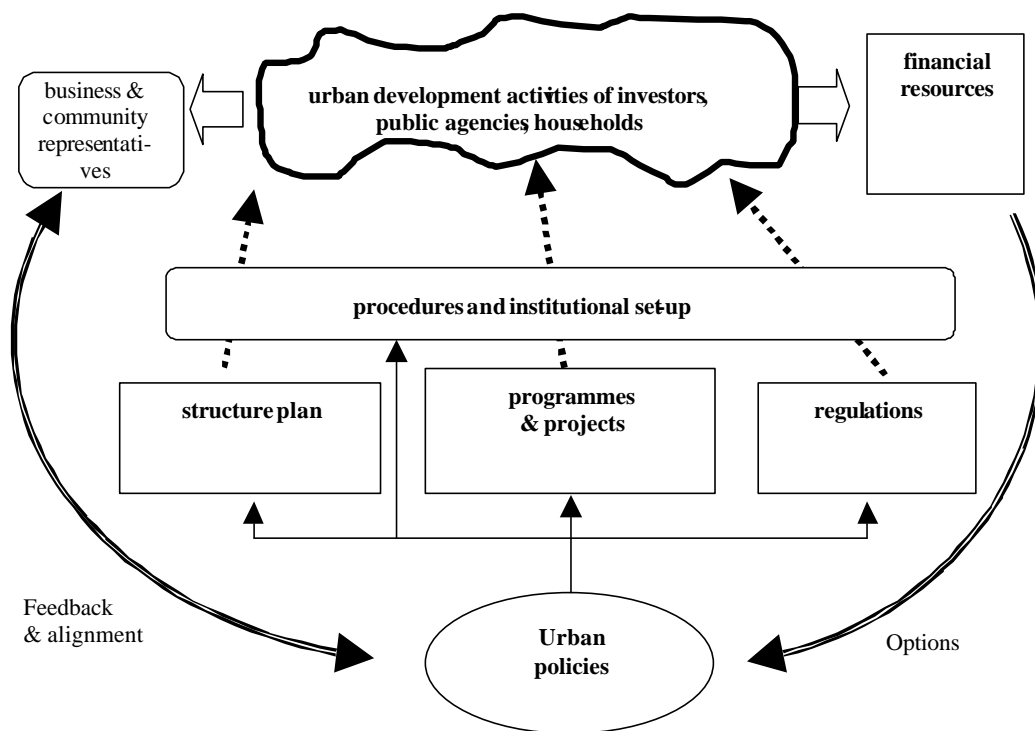 business &
community
representati-
ves
urban development activities of investors,
public agencies, households
financial
resources
procedures and institutional set-up
structure plan
programmes
& projects
regulations
Feedback
& alignment
Urban
policies
Options